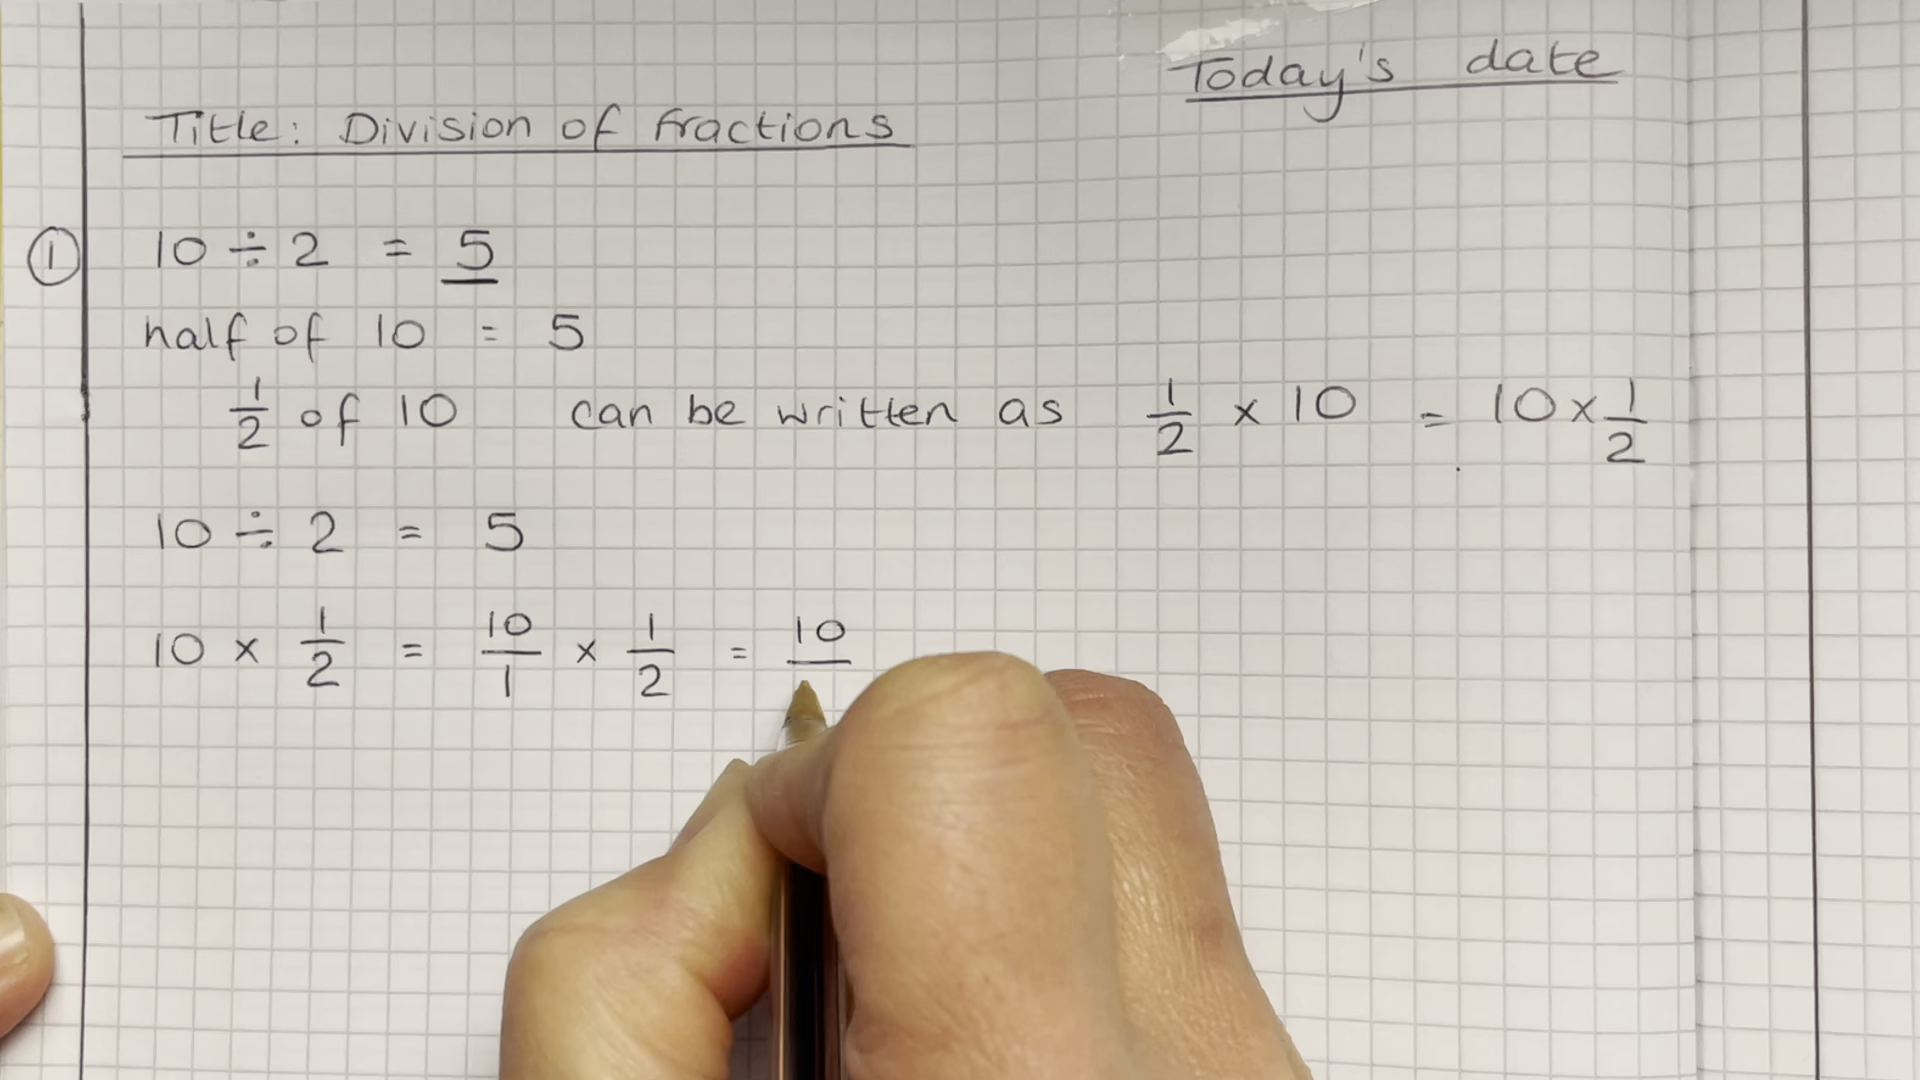 Today's date
Title: Division of fractions
① 10 ÷ 2 = 5
half of 10 = 5
1/2 of 10 can be written as 1/2 × 10 = 10 × 1/2
10 ÷ 2 = 5
10 × 1/2 = 10/1 × 1/2 = 10/